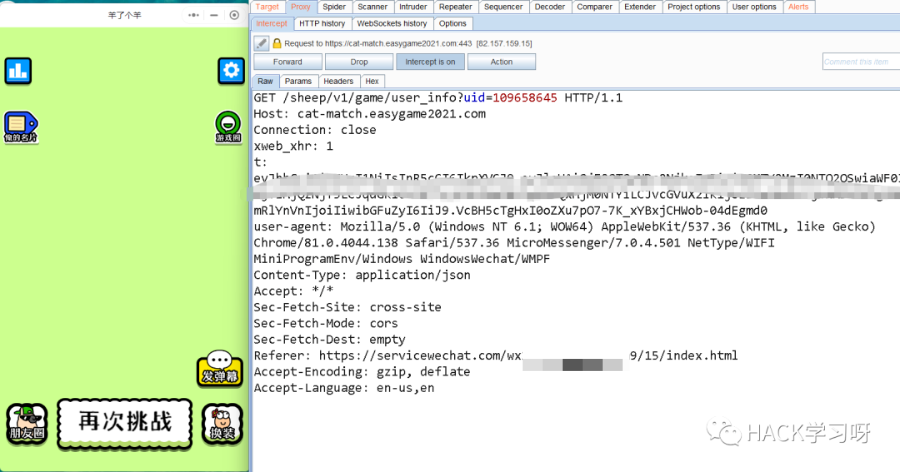 羊了个羊
俺的名片
游戏圈
发弹幕
朋友圈
再次挑战
换装
Target Proxy Spider Scanner Intruder Repeater Sequencer Decoder Comparer Extender Project options User options Alerts
Intercept HTTP history WebSockets history Options
Request to https://cat-match.easygame2021.com:443 [82.157.159.15]
Forward Drop Intercept is on Action Comment this item
Raw Params Headers Hex
GET /sheep/v1/game/user_info?uid=109658645 HTTP/1.1
Host: cat-match.easygame2021.com
Connection: close
xweb_xhr: 1
t:
mRlYnVnIjoiIiwibGFuZyI6IiJ9.VcBH5cTgHxI0oZXu7pO7-7K_xYBxjCHWob-04dEgmd0
user-agent: Mozilla/5.0 (Windows NT 6.1; WOW64) AppleWebKit/537.36 (KHTML, like Gecko)
Chrome/81.0.4044.138 Safari/537.36 MicroMessenger/7.0.4.501 NetType/WIFI
MiniProgramEnv/Windows WindowsWechat/WMPF
Content-Type: application/json
Accept: */*
Sec-Fetch-Site: cross-site
Sec-Fetch-Mode: cors
Sec-Fetch-Dest: empty
Referer: https://servicewechat.com/wx 9/15/index.html
Accept-Encoding: gzip, deflate
Accept-Language: en-us,en
HACK学习呀